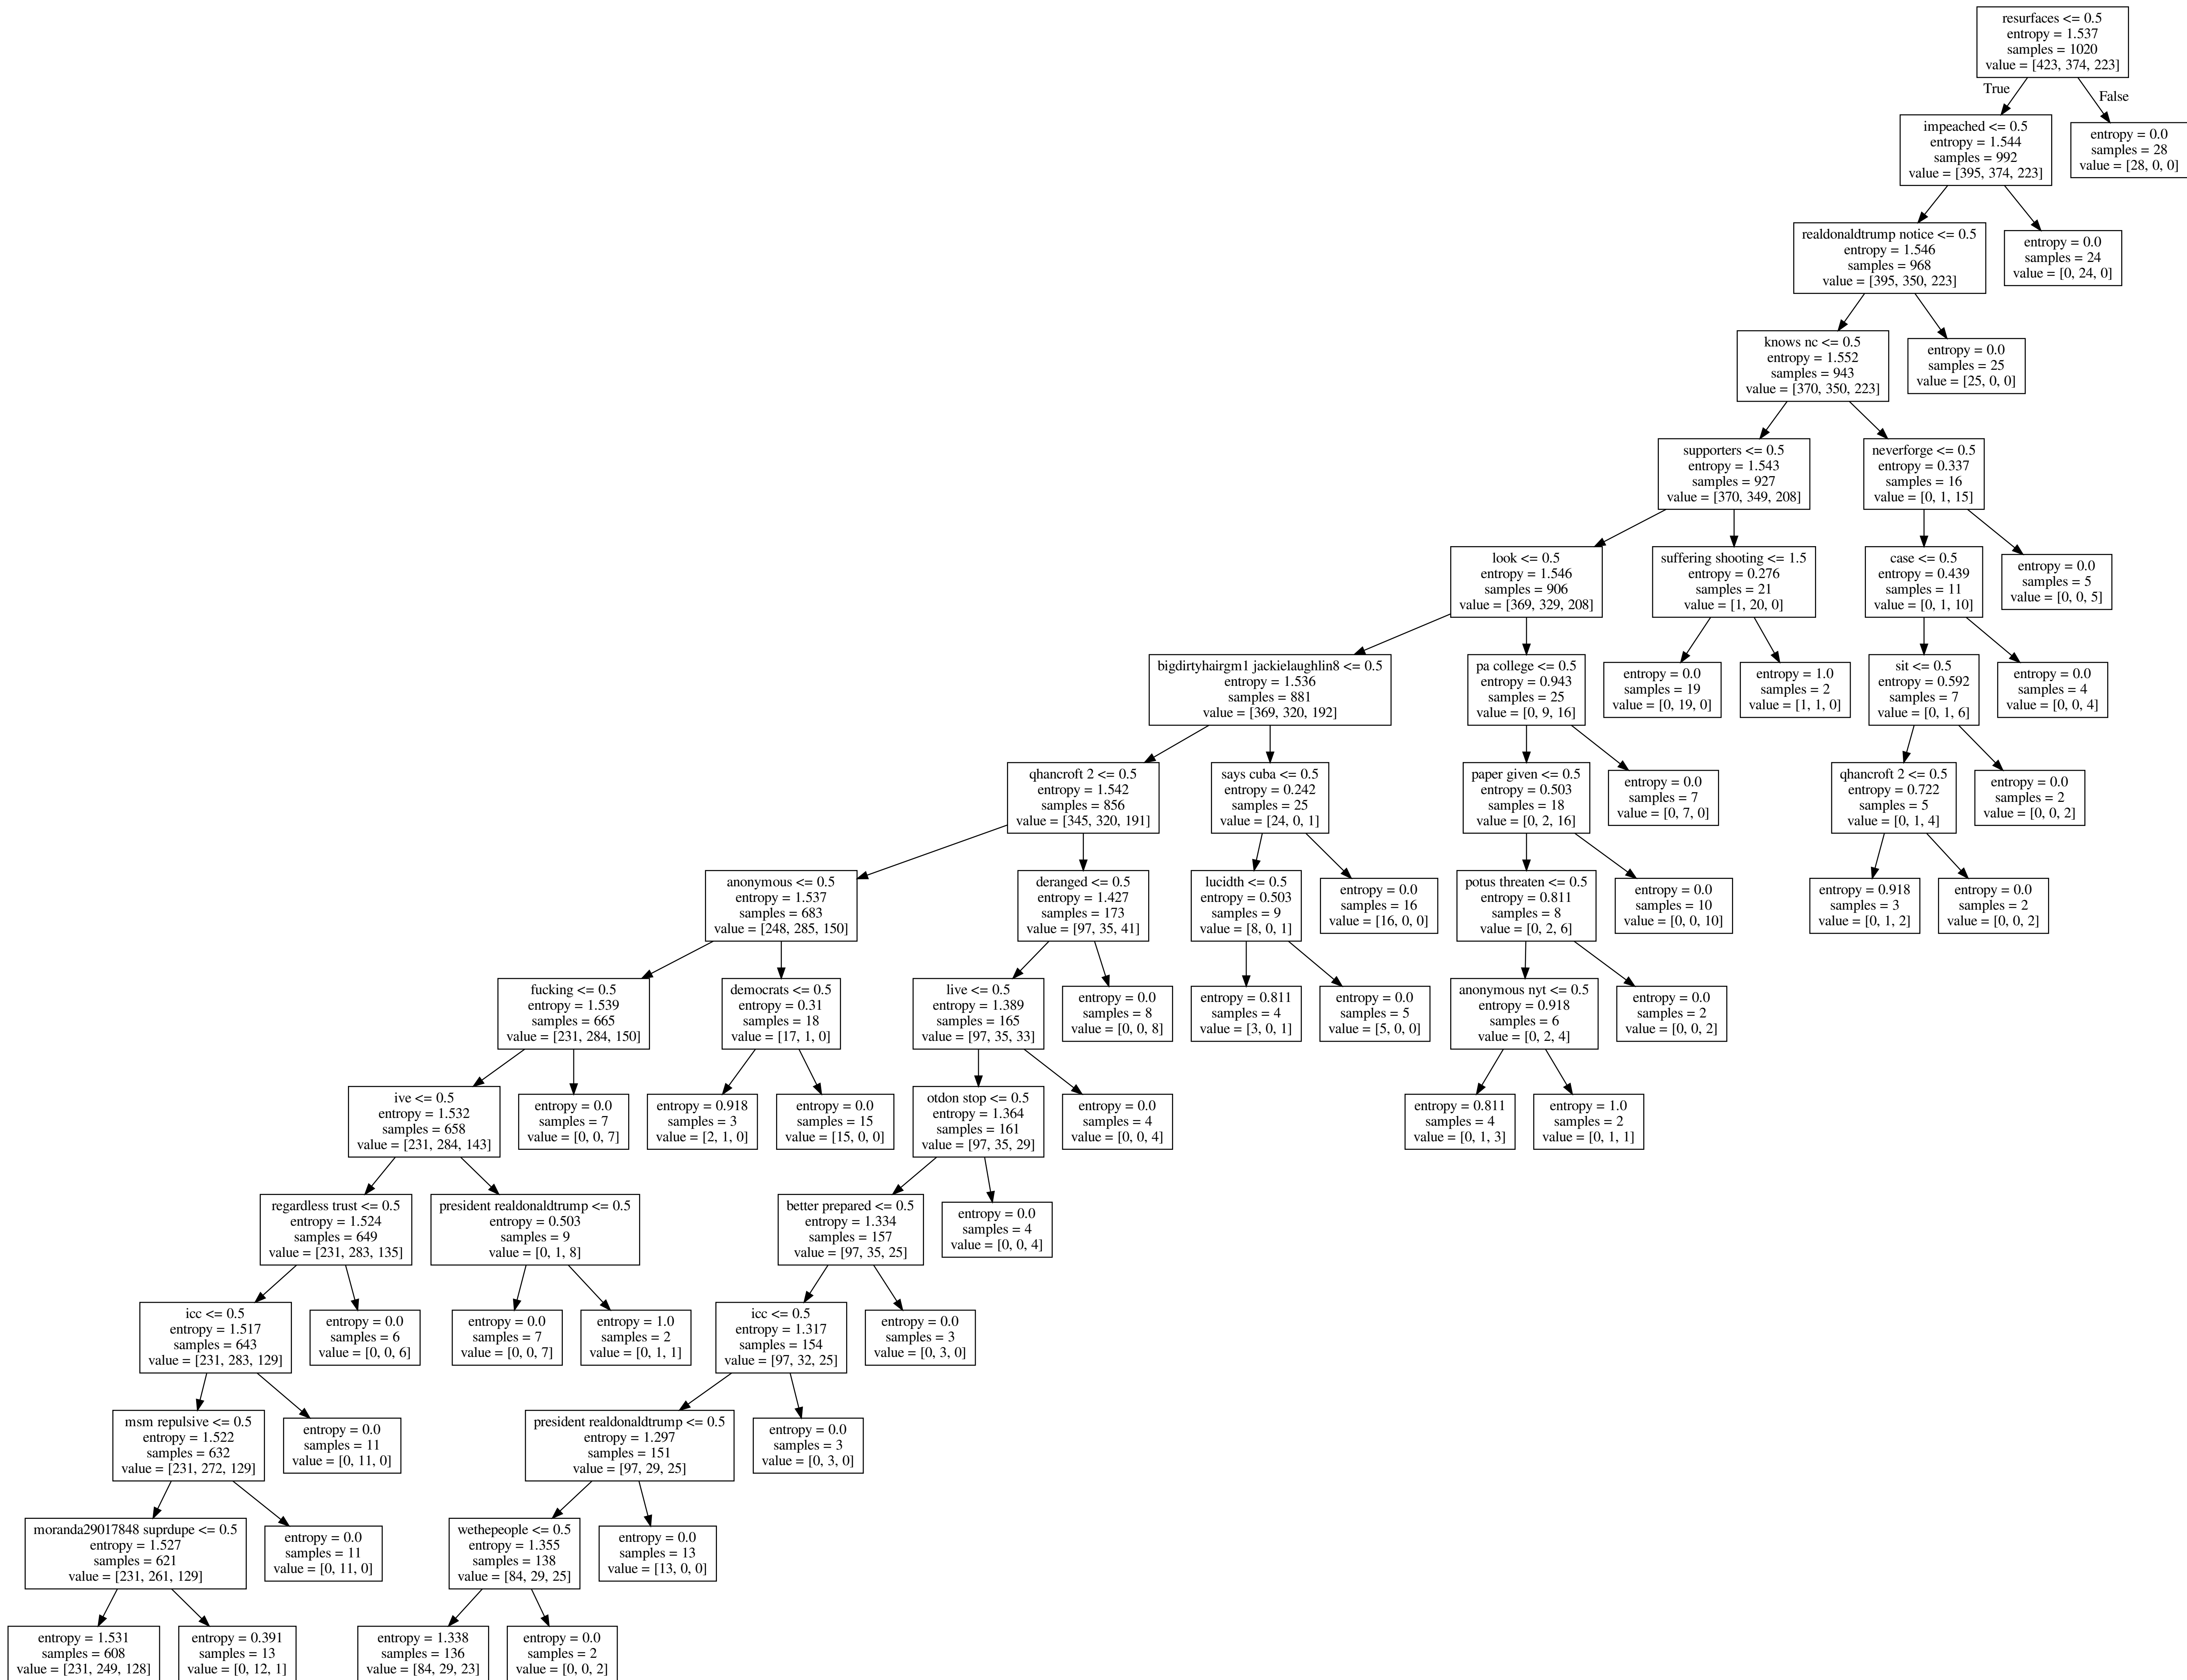 resurfaces <= 0.5
entropy = 1.537
samples = 1020
value = [423, 374, 223]
True
False
impeached <= 0.5
entropy = 1.544
samples = 992
value = [395, 374, 223]
entropy = 0.0
samples = 28
value = [28, 0, 0]
realdonaldtrump notice <= 0.5
entropy = 1.546
samples = 968
value = [395, 350, 223]
entropy = 0.0
samples = 24
value = [0, 24, 0]
knows nc <= 0.5
entropy = 1.552
samples = 943
value = [370, 350, 223]
entropy = 0.0
samples = 25
value = [25, 0, 0]
supporters <= 0.5
entropy = 1.543
samples = 927
value = [370, 349, 208]
neverforge <= 0.5
entropy = 0.337
samples = 16
value = [0, 1, 15]
look <= 0.5
entropy = 1.546
samples = 906
value = [369, 329, 208]
suffering shooting <= 1.5
entropy = 0.276
samples = 21
value = [1, 20, 0]
case <= 0.5
entropy = 0.439
samples = 11
value = [0, 1, 10]
entropy = 0.0
samples = 5
value = [0, 0, 5]
bigdirtyhairgm1 jackielaughlin8 <= 0.5
entropy = 1.536
samples = 881
value = [369, 320, 192]
pa college <= 0.5
entropy = 0.943
samples = 25
value = [0, 9, 16]
entropy = 0.0
samples = 19
value = [0, 19, 0]
entropy = 1.0
samples = 2
value = [1, 1, 0]
sit <= 0.5
entropy = 0.592
samples = 7
value = [0, 1, 6]
entropy = 0.0
samples = 4
value = [0, 0, 4]
qhancroft 2 <= 0.5
entropy = 1.542
samples = 856
value = [345, 320, 191]
says cuba <= 0.5
entropy = 0.242
samples = 25
value = [24, 0, 1]
paper given <= 0.5
entropy = 0.503
samples = 18
value = [0, 2, 16]
entropy = 0.0
samples = 7
value = [0, 7, 0]
qhancroft 2 <= 0.5
entropy = 0.722
samples = 5
value = [0, 1, 4]
entropy = 0.0
samples = 2
value = [0, 0, 2]
anonymous <= 0.5
entropy = 1.537
samples = 683
value = [248, 285, 150]
deranged <= 0.5
entropy = 1.427
samples = 173
value = [97, 35, 41]
lucidth <= 0.5
entropy = 0.503
samples = 9
value = [8, 0, 1]
entropy = 0.0
samples = 16
value = [16, 0, 0]
potus threaten <= 0.5
entropy = 0.811
samples = 8
value = [0, 2, 6]
entropy = 0.0
samples = 10
value = [0, 0, 10]
entropy = 0.918
samples = 3
value = [0, 1, 2]
entropy = 0.0
samples = 2
value = [0, 0, 2]
fucking <= 0.5
entropy = 1.539
samples = 665
value = [231, 284, 150]
democrats <= 0.5
entropy = 0.31
samples = 18
value = [17, 1, 0]
live <= 0.5
entropy = 1.389
samples = 165
value = [97, 35, 33]
entropy = 0.0
samples = 8
value = [0, 0, 8]
entropy = 0.811
samples = 4
value = [3, 0, 1]
entropy = 0.0
samples = 5
value = [5, 0, 0]
anonymous nyt <= 0.5
entropy = 0.918
samples = 6
value = [0, 2, 4]
entropy = 0.0
samples = 2
value = [0, 0, 2]
ive <= 0.5
entropy = 1.532
samples = 658
value = [231, 284, 143]
entropy = 0.0
samples = 7
value = [0, 0, 7]
entropy = 0.918
samples = 3
value = [2, 1, 0]
entropy = 0.0
samples = 15
value = [15, 0, 0]
otdon stop <= 0.5
entropy = 1.364
samples = 161
value = [97, 35, 29]
entropy = 0.0
samples = 4
value = [0, 0, 4]
entropy = 0.811
samples = 4
value = [0, 1, 3]
entropy = 1.0
samples = 2
value = [0, 1, 1]
regardless trust <= 0.5
entropy = 1.524
samples = 649
value = [231, 283, 135]
president realdonaldtrump <= 0.5
entropy = 0.503
samples = 9
value = [0, 1, 8]
better prepared <= 0.5
entropy = 1.334
samples = 157
value = [97, 35, 25]
entropy = 0.0
samples = 4
value = [0, 0, 4]
icc <= 0.5
entropy = 1.517
samples = 643
value = [231, 283, 129]
entropy = 0.0
samples = 6
value = [0, 0, 6]
entropy = 0.0
samples = 7
value = [0, 0, 7]
entropy = 1.0
samples = 2
value = [0, 1, 1]
icc <= 0.5
entropy = 1.317
samples = 154
value = [97, 32, 25]
entropy = 0.0
samples = 3
value = [0, 3, 0]
msm repulsive <= 0.5
entropy = 1.522
samples = 632
value = [231, 272, 129]
entropy = 0.0
samples = 11
value = [0, 11, 0]
president realdonaldtrump <= 0.5
entropy = 1.297
samples = 151
value = [97, 29, 25]
entropy = 0.0
samples = 3
value = [0, 3, 0]
moranda29017848 suprdupe <= 0.5
entropy = 1.527
samples = 621
value = [231, 261, 129]
entropy = 0.0
samples = 11
value = [0, 11, 0]
wethepeople <= 0.5
entropy = 1.355
samples = 138
value = [84, 29, 25]
entropy = 0.0
samples = 13
value = [13, 0, 0]
entropy = 1.531
samples = 608
value = [231, 249, 128]
entropy = 0.391
samples = 13
value = [0, 12, 1]
entropy = 1.338
samples = 136
value = [84, 29, 23]
entropy = 0.0
samples = 2
value = [0, 0, 2]